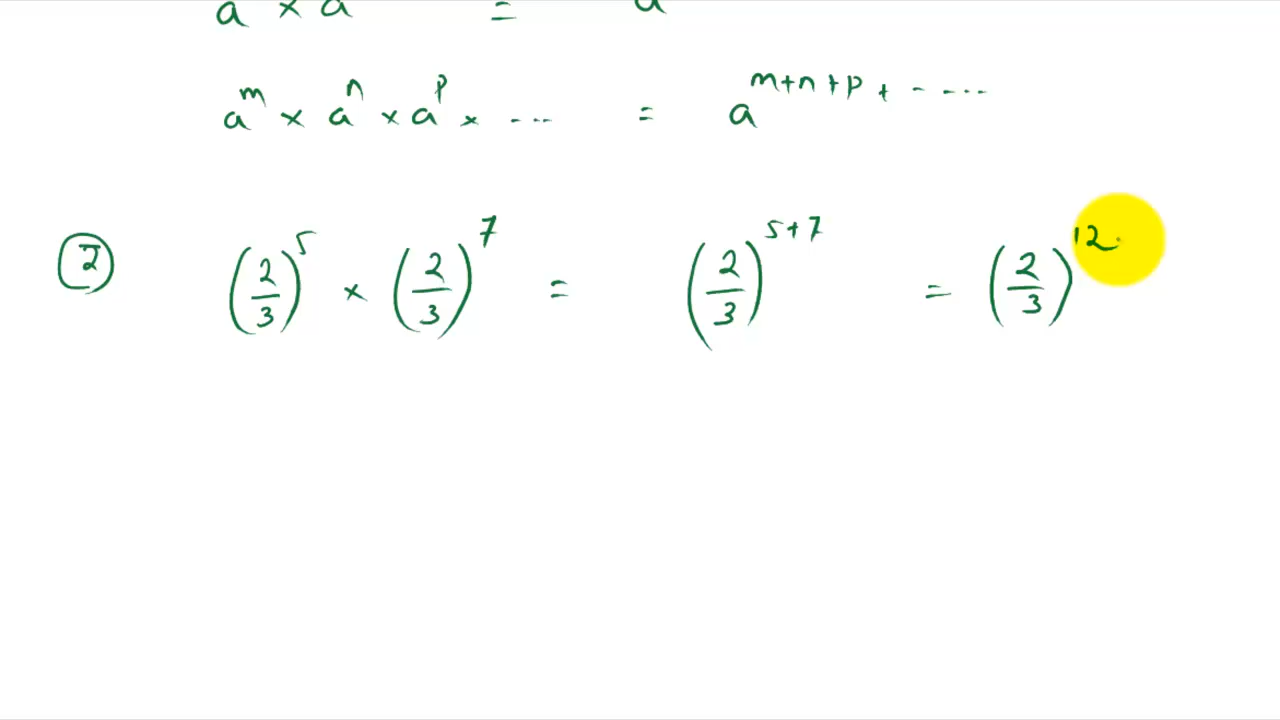 a × a = a
a^m × a^n × a^p × ---- = a^{m+n+p+-----}
② (2/3)^5 × (2/3)^7 = (2/3)^{5+7} = (2/3)^{12}.